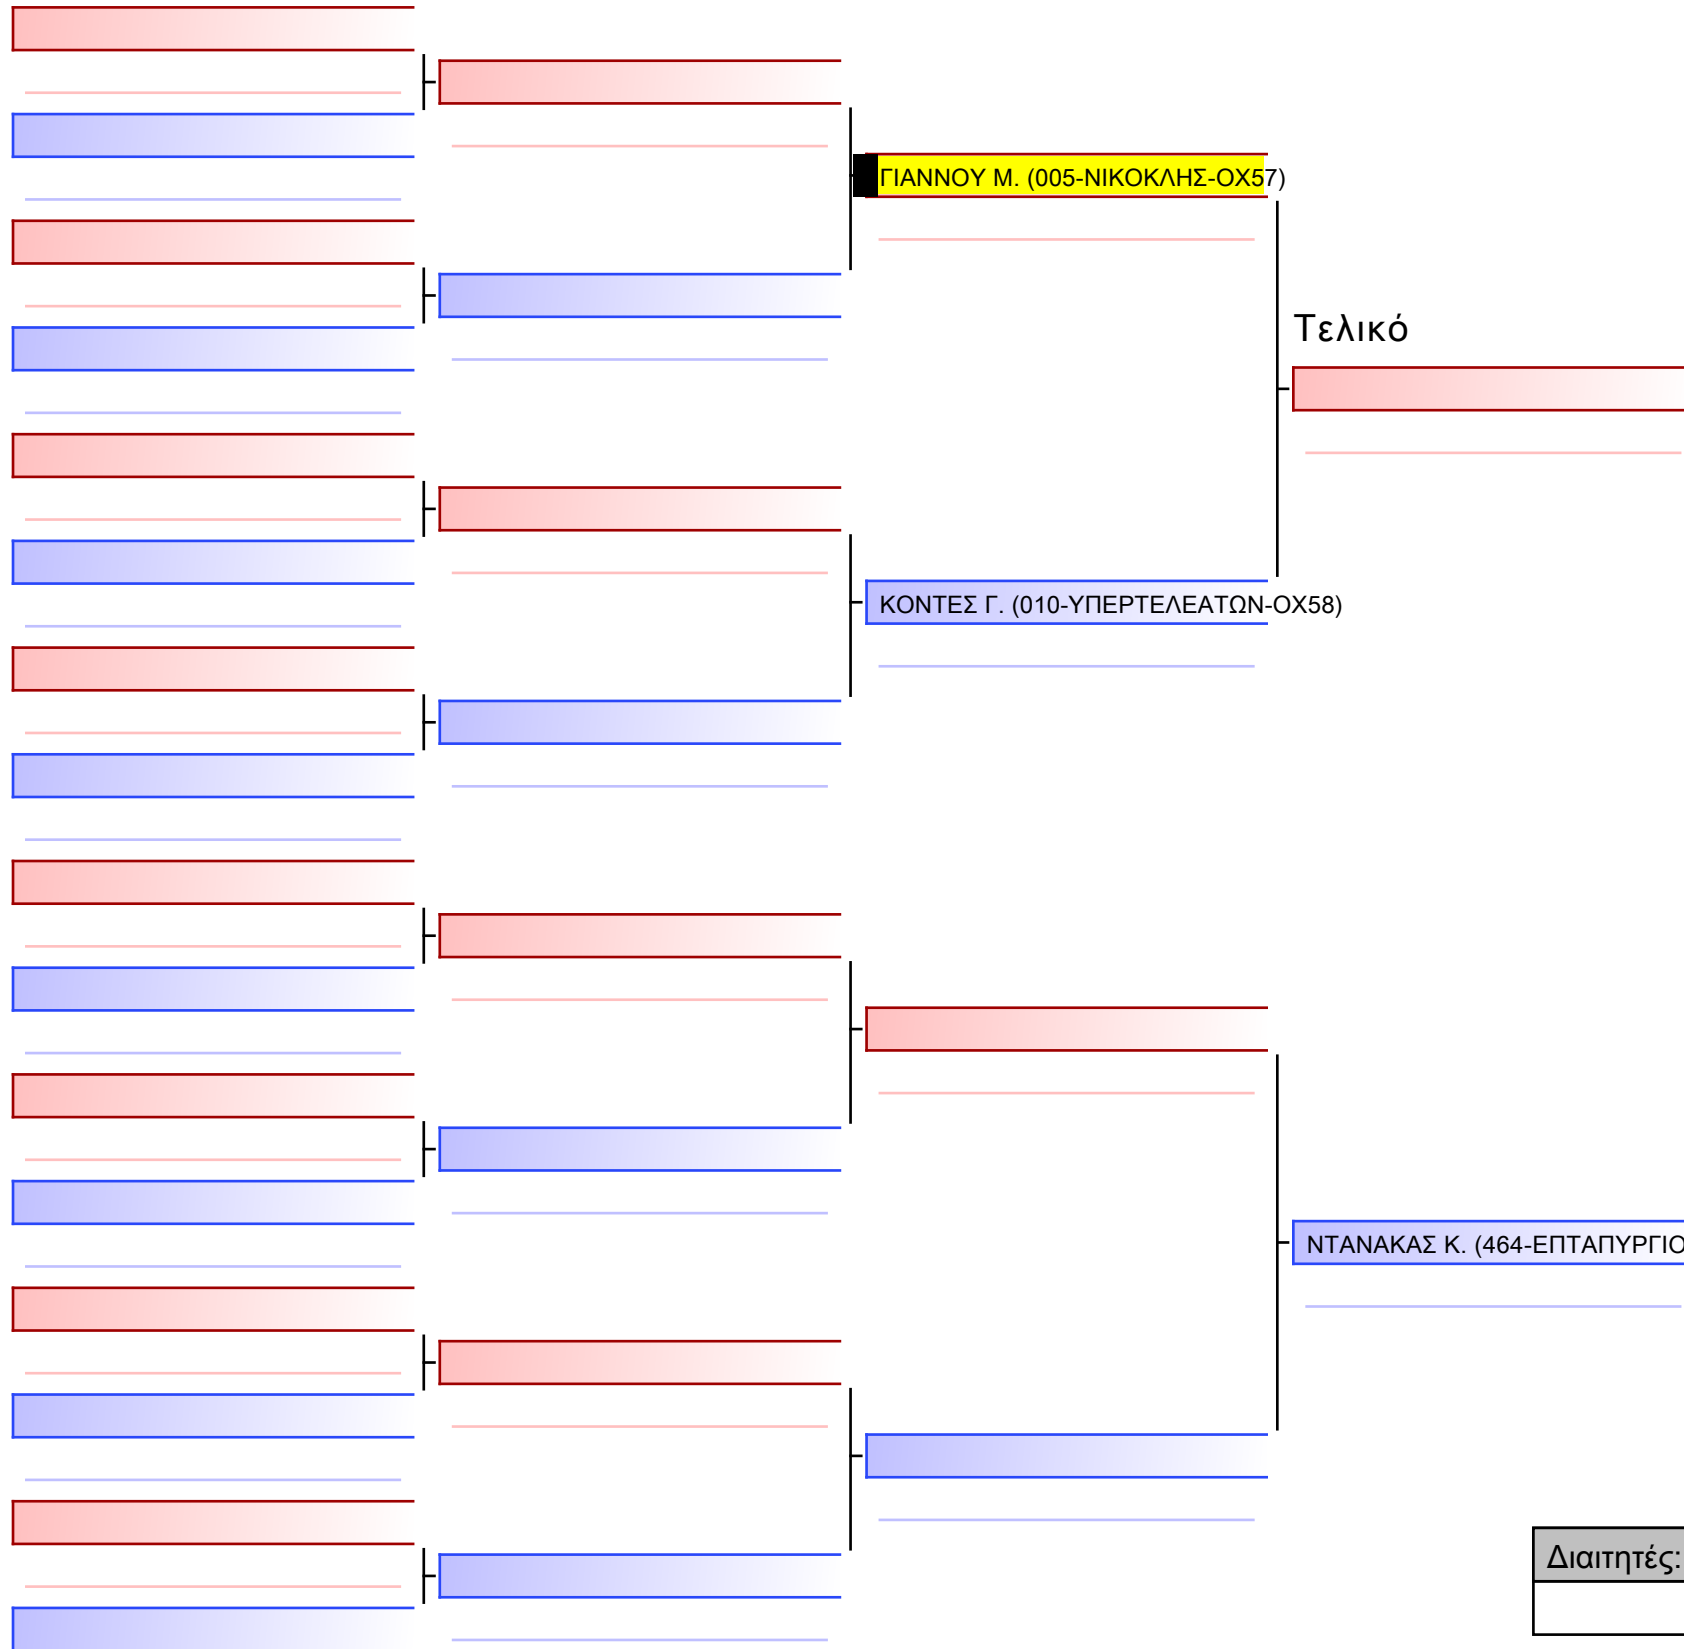 ΓΙΑΝΝΟΥ Μ. (005-ΝΙΚΟΚΛΗΣ-ΟΧ57)
Τελικό
ΚΟΝΤΕΣ Γ. (010-ΥΠΕΡΤΕΛΕΑΤΩΝ-ΟΧ58)
ΝΤΑΝΑΚΑΣ Κ. (464-ΕΠΤΑΠΥΡΓΙΟ
Διαιτητές: